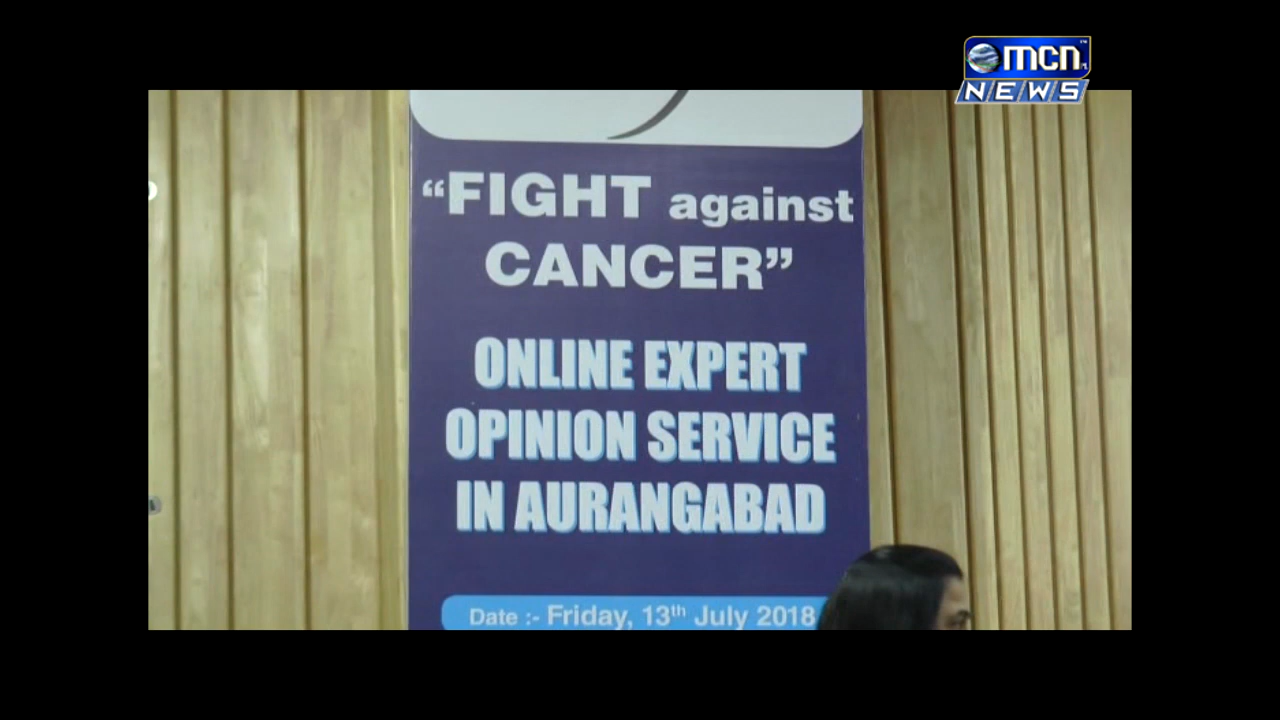 mcn
NEWS
“FIGHT against
CANCER”
ONLINE EXPERT
OPINION SERVICE
IN AURANGABAD
Date :- Friday, 13th July 2018